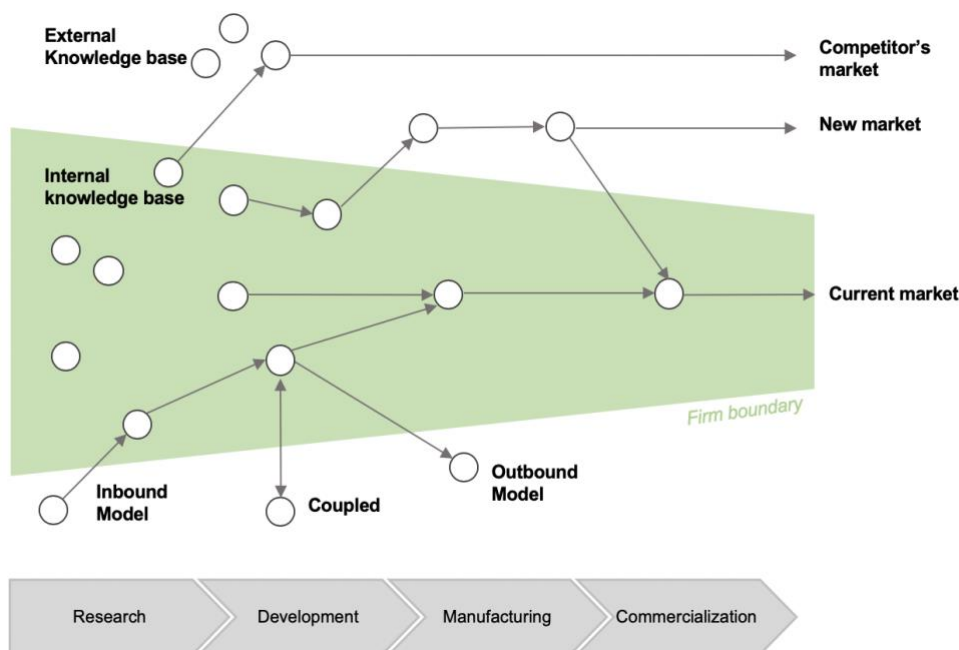 External
Knowledge base
Competitor's
market
New market
Internal
knowledge base
Current market
Firm boundary
Inbound
Model
Coupled
Outbound
Model
Research
Development
Manufacturing
Commercialization